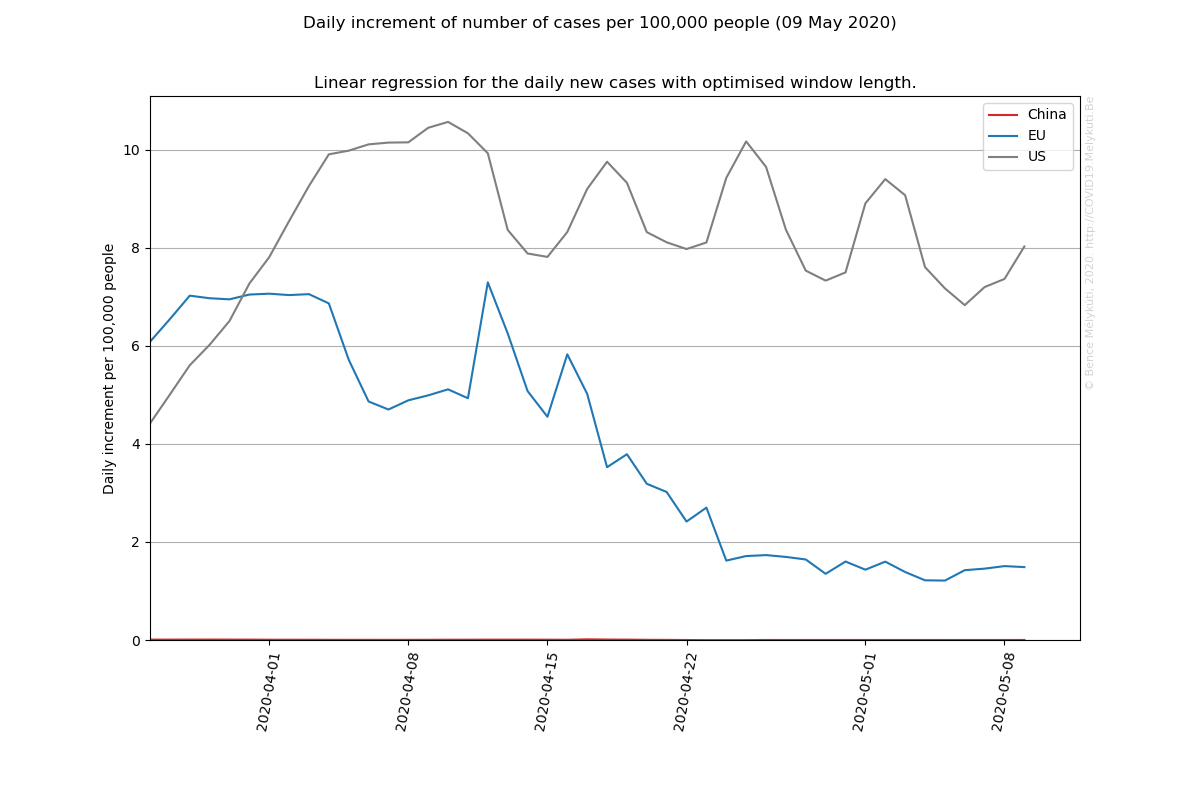 Daily increment of number of cases per 100,000 people (09 May 2020)
Linear regression for the daily new cases with optimised window length.
China
EU
US
© Bence Mélykúti, 2020. http://COVID19.Melykuti.Be
Daily increment per 100,000 people
10
8
6
4
2
0
2020-04-01
2020-04-08
2020-04-15
2020-04-22
2020-05-01
2020-05-08